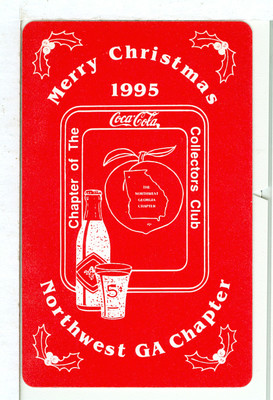 Merry Christmas
1995
Coca-Cola
Chapter of The
Collectors Club
THE
NORTHWEST
GEORGIA
CHAPTER
5¢
Northwest GA Chapter